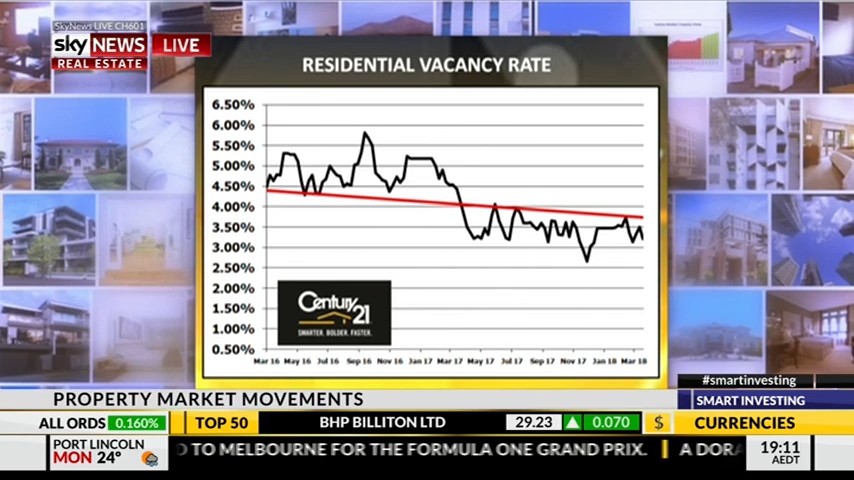 SkyNews LIVE CH601
sky NEWS LIVE
REAL ESTATE
RESIDENTIAL VACANCY RATE
6.50%
6.00%
5.50%
5.00%
4.50%
4.00%
3.50%
3.00%
2.50%
2.00%
1.50%
1.00%
0.50%
CENTURY 21
SMARTER. BOLDER. FASTER.
Mar 16 May 16 Jul 16 Sep 16 Nov 16 Jan 17 Mar 17 May 17 Jul 17 Sep 17 Nov 17 Jan 18 Mar 18
#smartinvesting
PROPERTY MARKET MOVEMENTS
SMART INVESTING
ALL ORDS 0.160% TOP 50 BHP BILLITON LTD 29.23 0.070 $ CURRENCIES
PORT LINCOLN
MON 24°
D TO MELBOURNE FOR THE FORMULA ONE GRAND PRIX. A DORA
19:11
AEDT